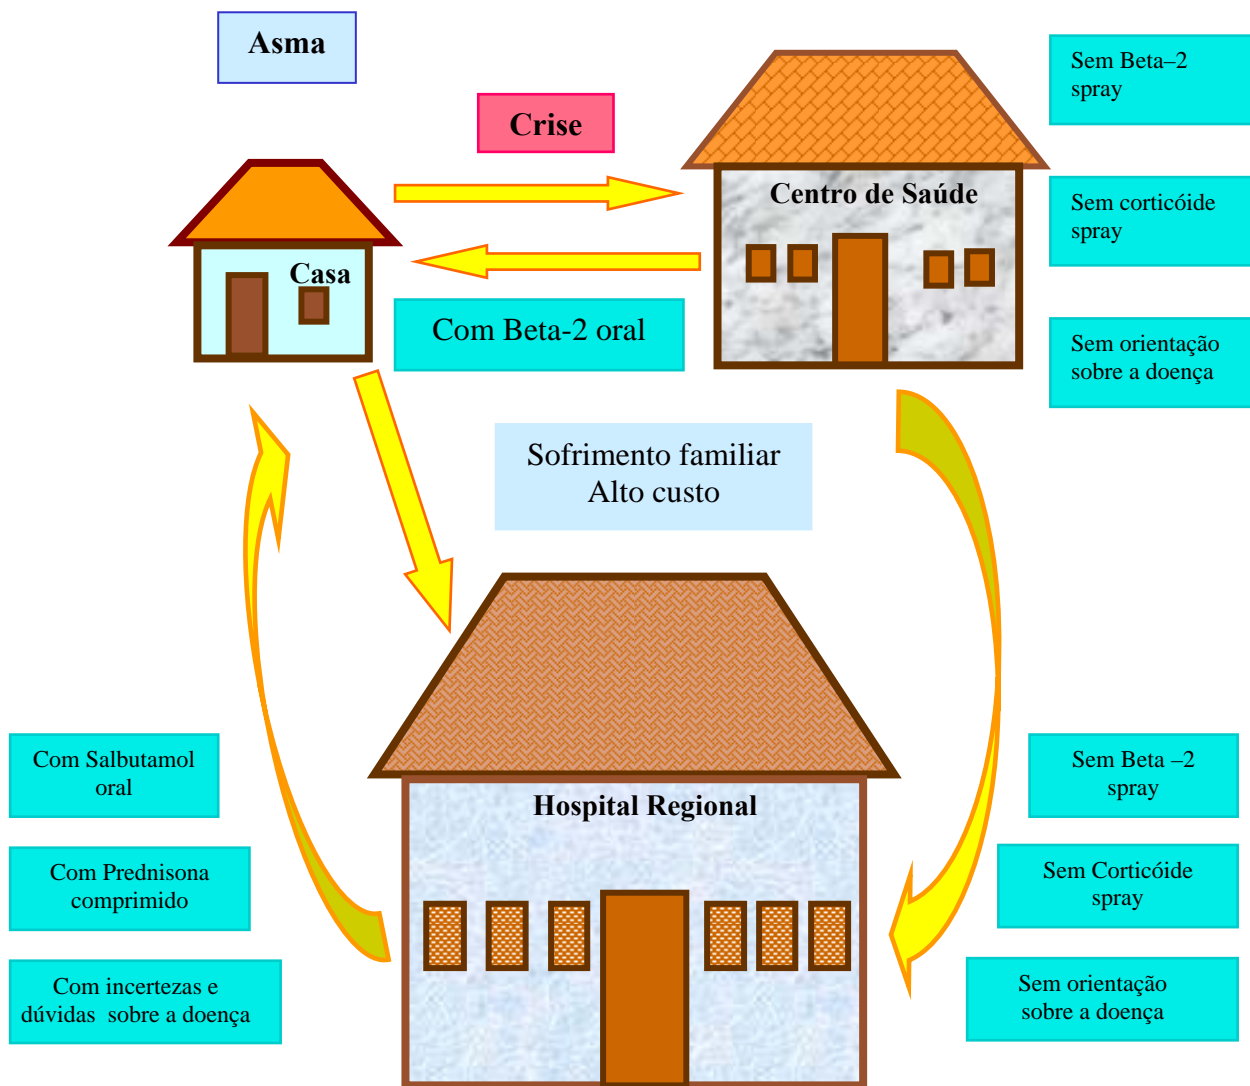 Asma
Crise
Sem Beta–2
spray
Centro de Saúde
Sem corticóide
spray
Casa
Com Beta-2 oral
Sem orientação
sobre a doença
Sofrimento familiar
Alto custo
Com Salbutamol
oral
Hospital Regional
Sem Beta –2
spray
Com Prednisona
comprimido
Sem Corticóide
spray
Com incertezas e
dúvidas sobre a doença
Sem orientação
sobre a doença